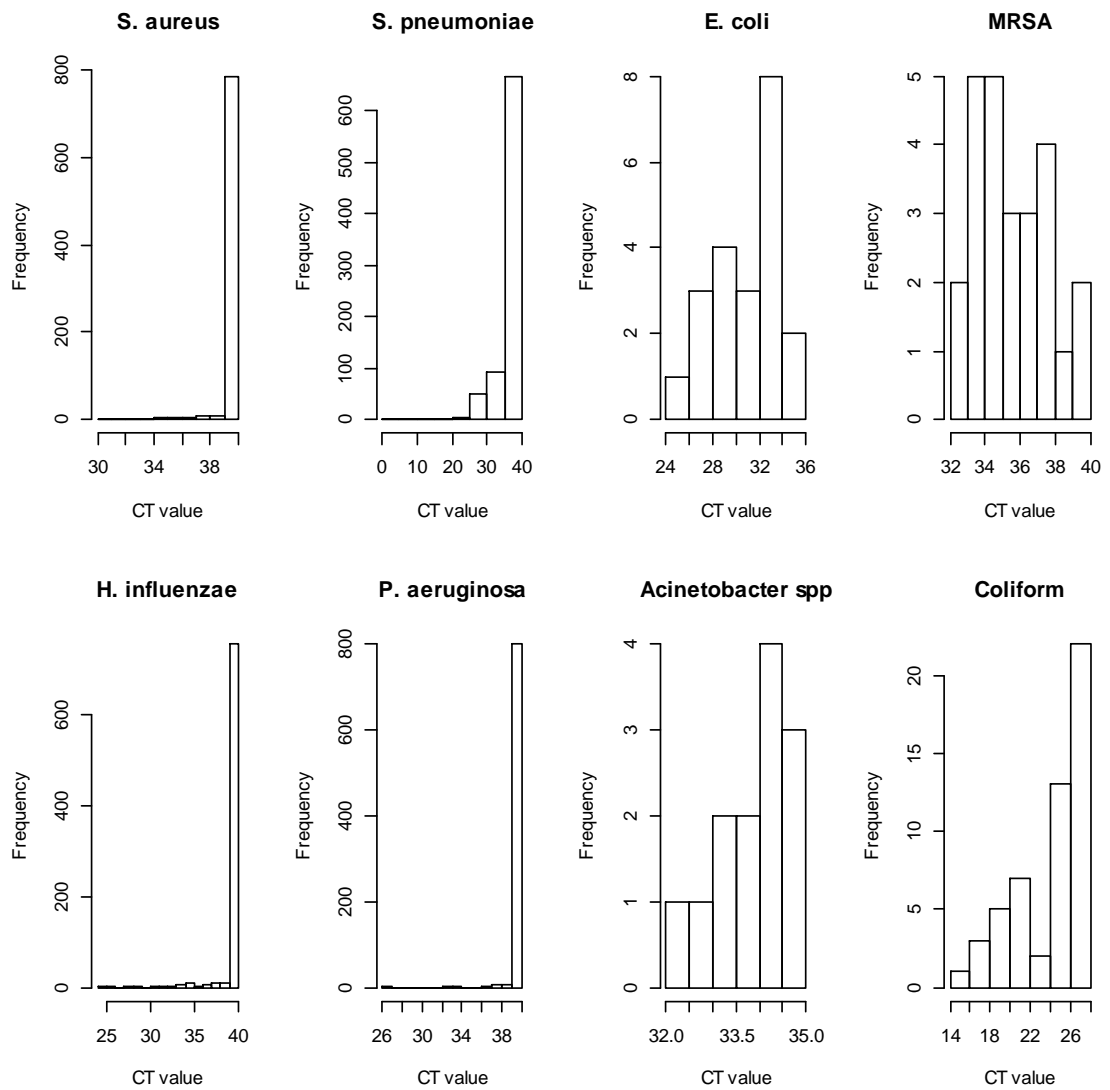 S. aureus
Frequency
0 200 400 600 800
30 34 38
CT value
S. pneumoniae
Frequency
0 100 200 300 400 500 600
0 10 20 30 40
CT value
E. coli
Frequency
0 2 4 6 8
24 28 32 36
CT value
MRSA
Frequency
0 1 2 3 4 5
32 34 36 38 40
CT value
H. influenzae
Frequency
0 200 400 600
25 30 35 40
CT value
P. aeruginosa
Frequency
0 200 400 600 800
26 30 34 38
CT value
Acinetobacter spp
Frequency
0 1 2 3 4
32.0 33.5 35.0
CT value
Coliform
Frequency
0 5 10 15 20
14 18 22 26
CT value